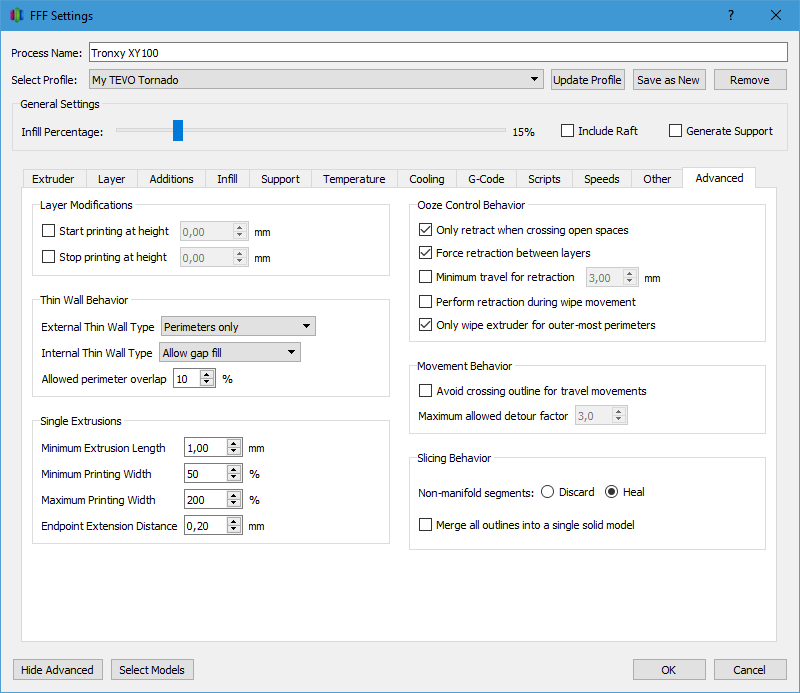 FFF Settings ?
Process Name: Tronxy XY100
Select Profile: My TEVO Tornado Update Profile Save as New Remove
General Settings
Infill Percentage: 15% Include Raft Generate Support
Extruder Layer Additions Infill Support Temperature Cooling G-Code Scripts Speeds Other Advanced
Layer Modifications
Start printing at height 0,00 mm
Stop printing at height 0,00 mm
Thin Wall Behavior
External Thin Wall Type Perimeters only
Internal Thin Wall Type Allow gap fill
Allowed perimeter overlap 10 %
Single Extrusions
Minimum Extrusion Length 1,00 mm
Minimum Printing Width 50 %
Maximum Printing Width 200 %
Endpoint Extension Distance 0,20 mm
Ooze Control Behavior
Only retract when crossing open spaces
Force retraction between layers
Minimum travel for retraction 3,00 mm
Perform retraction during wipe movement
Only wipe extruder for outer-most perimeters
Movement Behavior
Avoid crossing outline for travel movements
Maximum allowed detour factor 3,0
Slicing Behavior
Non-manifold segments: Discard Heal
Merge all outlines into a single solid model
Hide Advanced Select Models OK Cancel